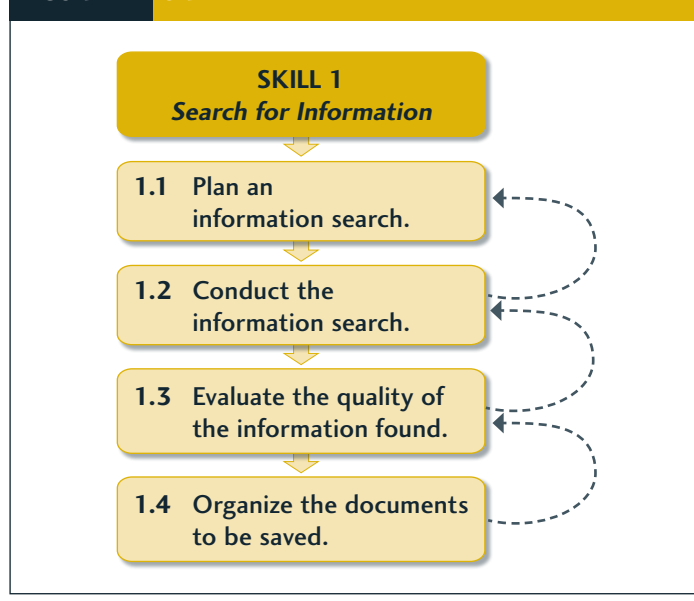 SKILL 1
Search for Information
1.1 Plan an
information search.
1.2 Conduct the
information search.
1.3 Evaluate the quality of
the information found.
1.4 Organize the documents
to be saved.